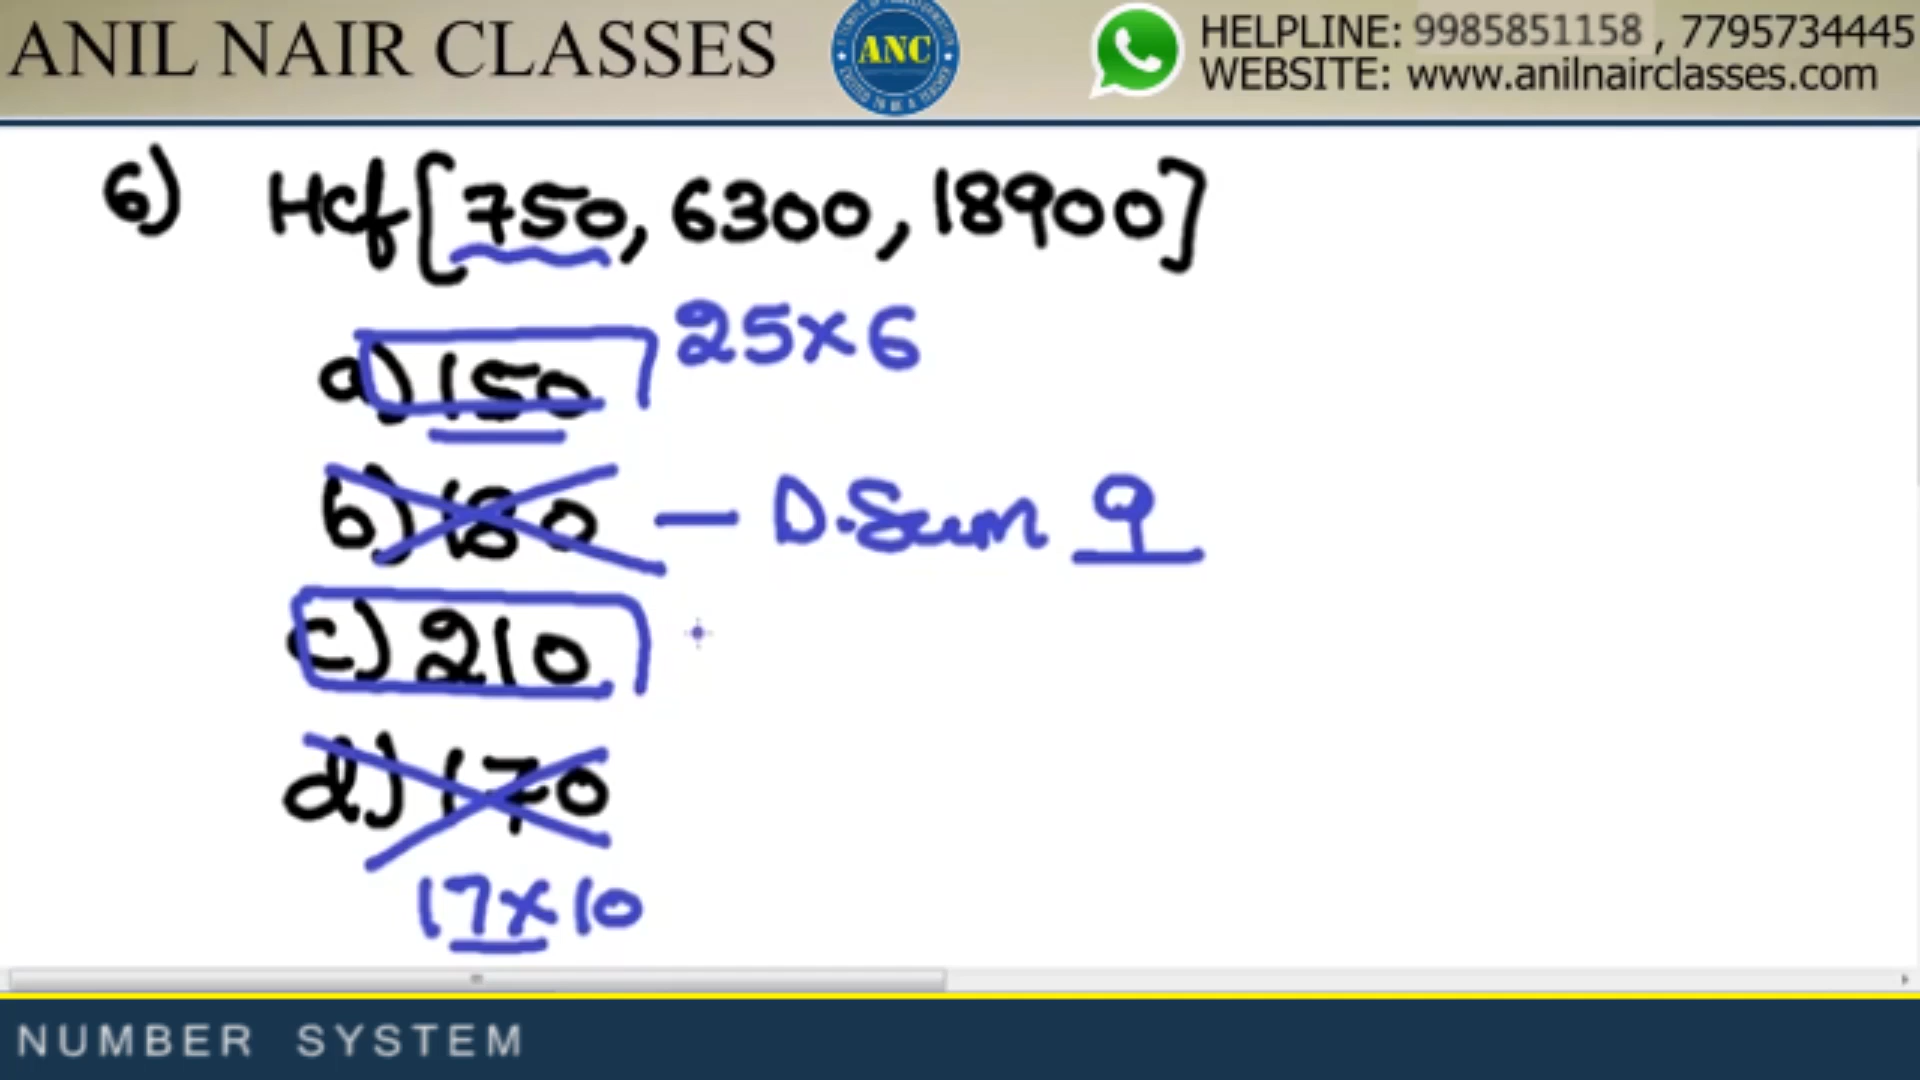 ANIL NAIR CLASSES
ANC
HELPLINE: 9985851158 , 7795734445
WEBSITE: www.anilnairclasses.com
6) Hcf[750, 6300, 18900]
a) 150 25×6
b) 180 — D.Sum 9
c) 210
d) 170
17×10
NUMBER SYSTEM